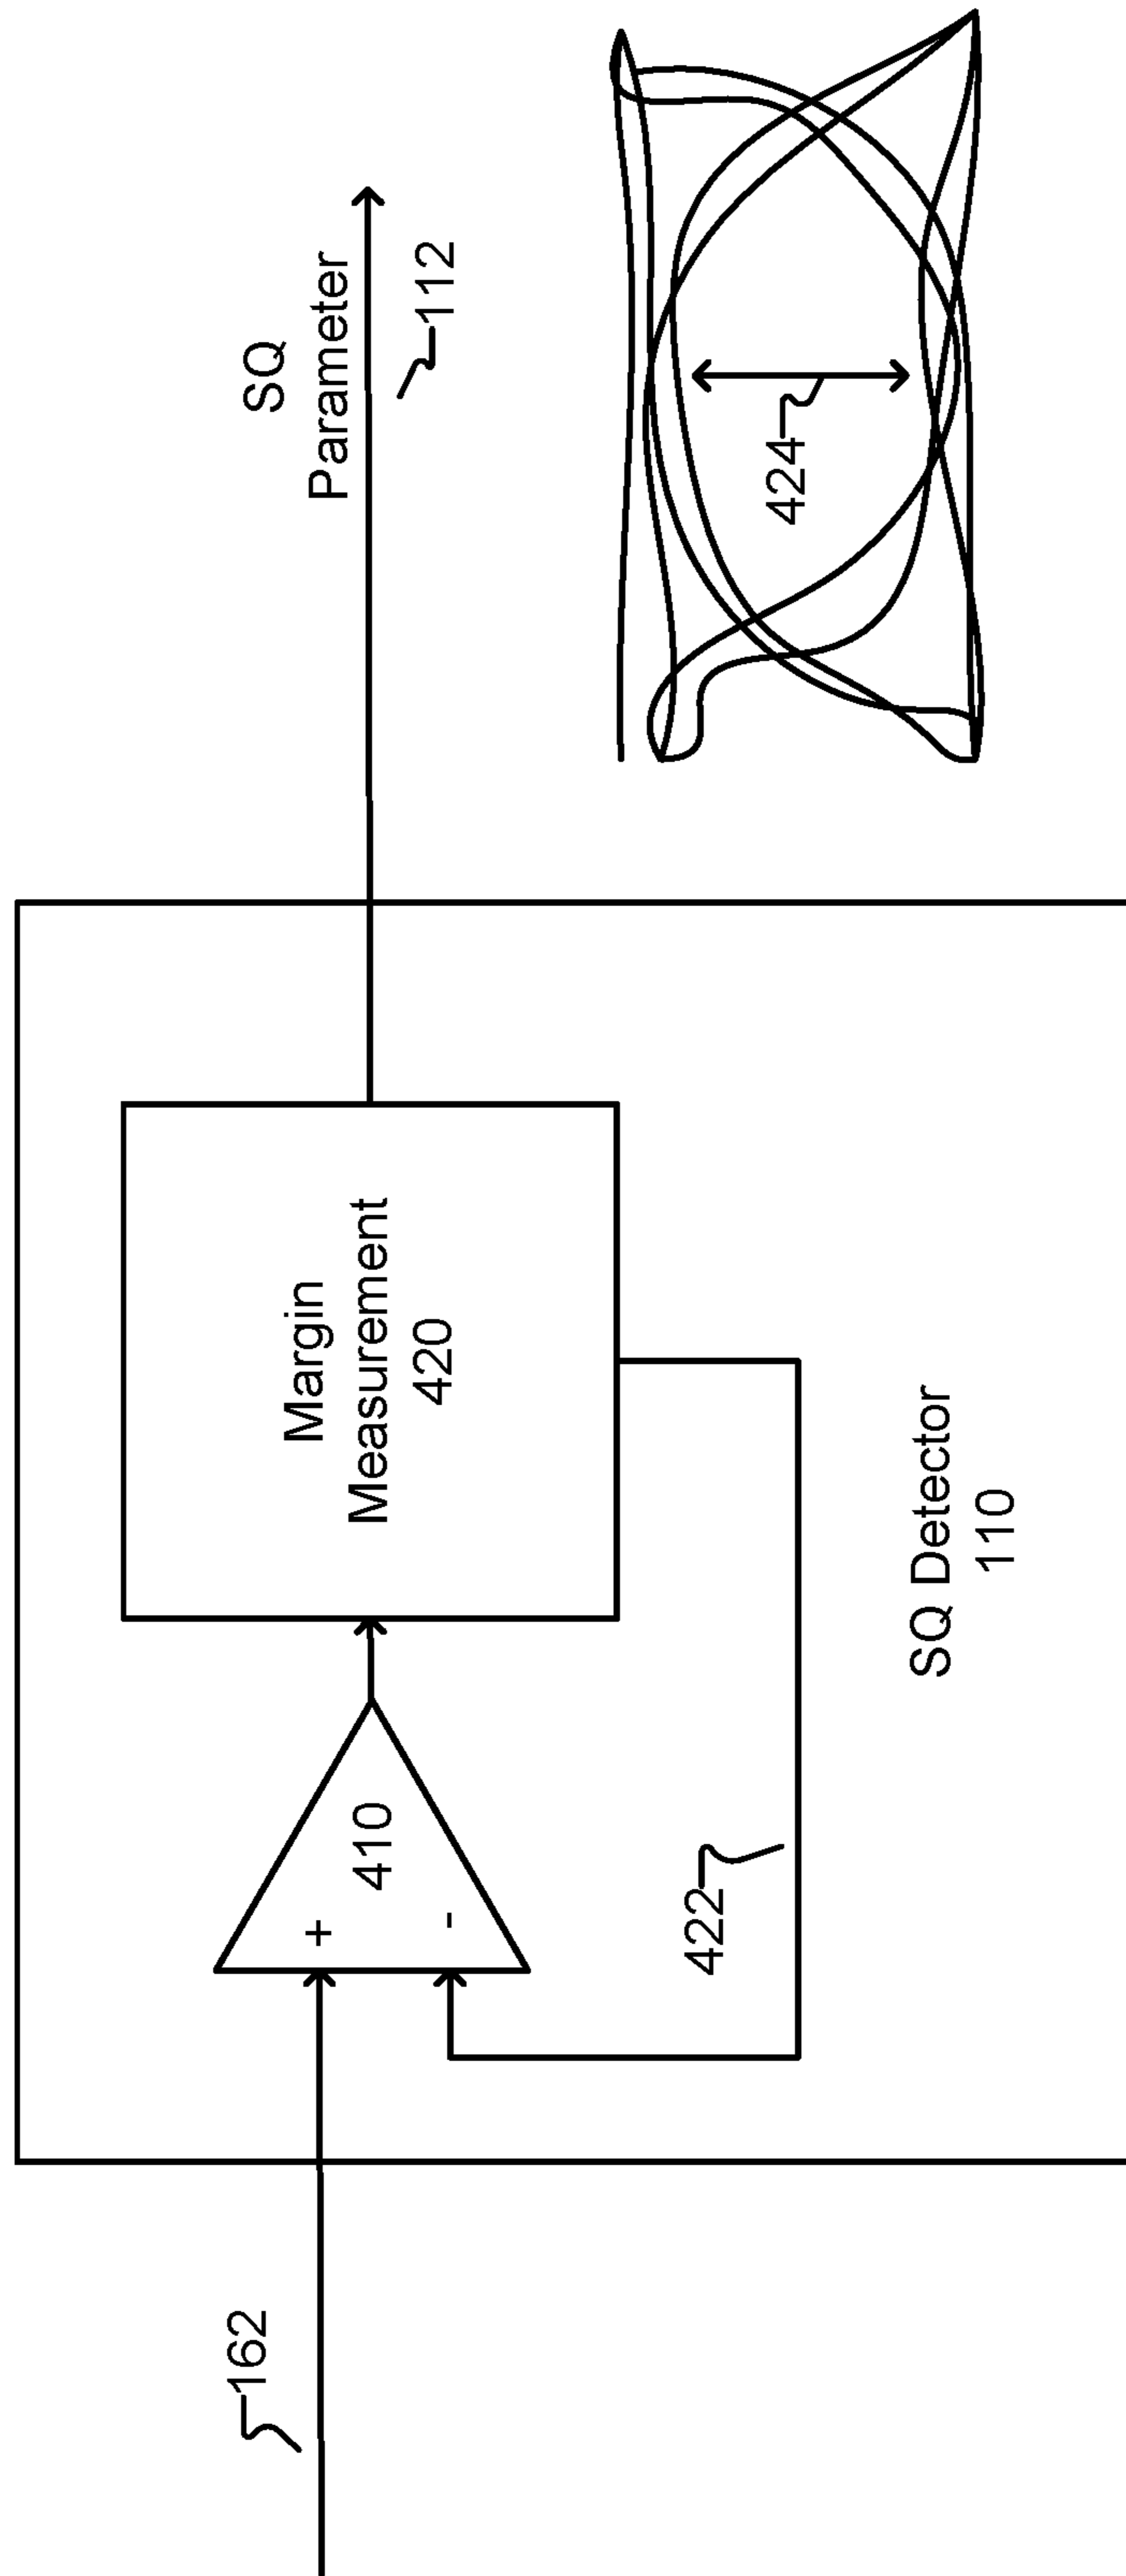 162
+
-
410
422
Margin
Measurement
420
SQ Detector
110
SQ
Parameter
112
424